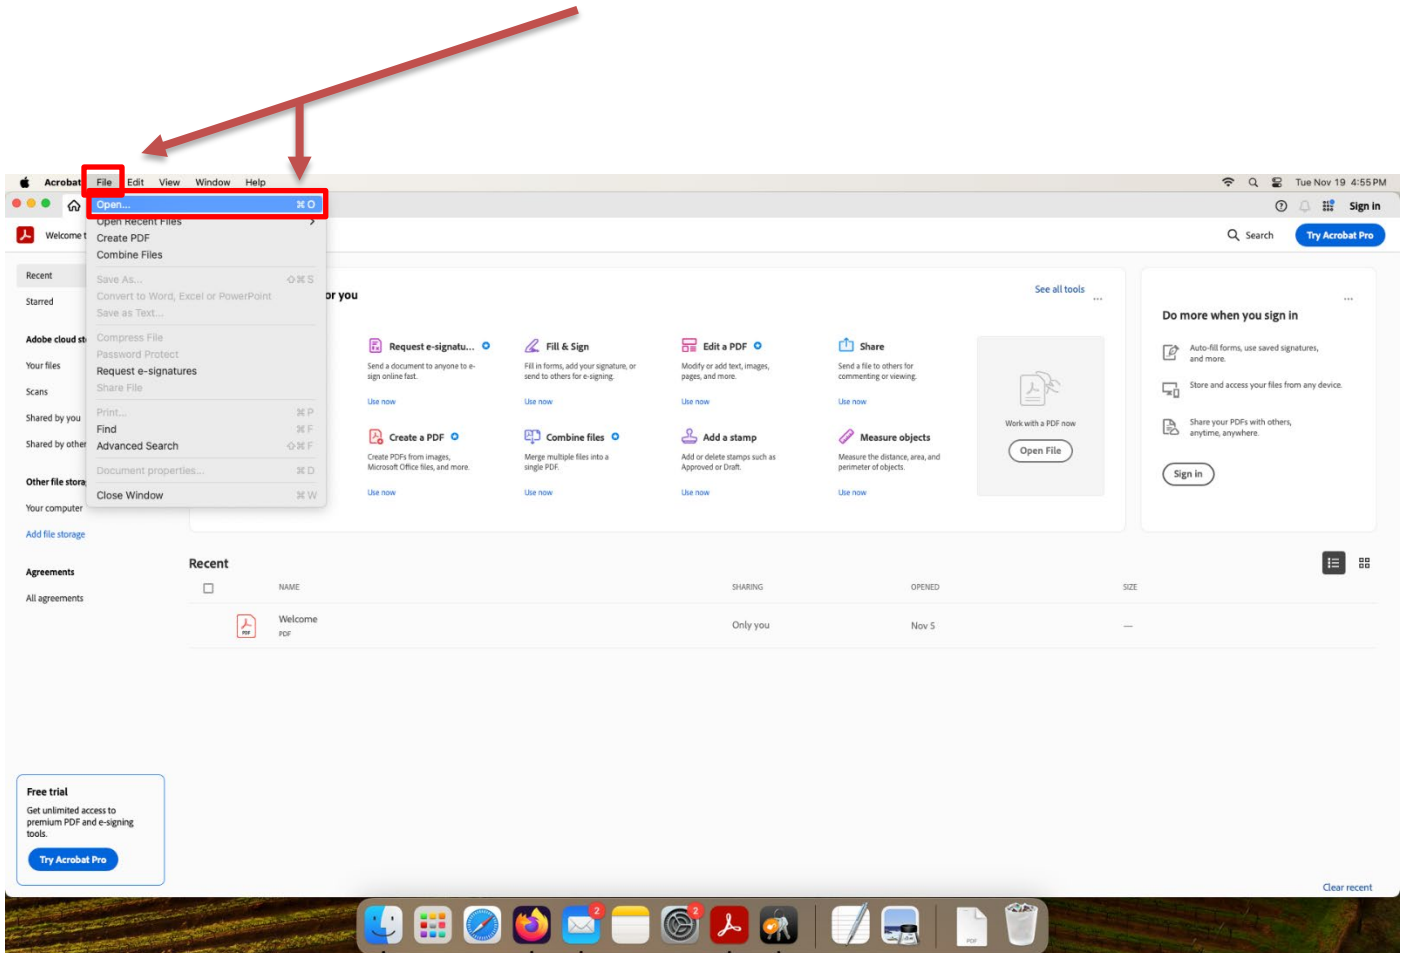 Acrobat File Edit View Window Help Tue Nov 19 4:55 PM
Open... ⌘ O
Sign in
Open Recent Files >
Welcome t
Create PDF
Search
Try Acrobat Pro
Combine Files
Save As... ⇧⌘ S
Convert to Word, Excel or PowerPoint
Save as Text...
Compress File
Password Protect
Request e-signatures
Share File
Print... ⌘ P
Find ⌘ F
Advanced Search ⇧⌘ F
Document properties... ⌘ D
Close Window ⌘ W
Recent
Starred
Adobe cloud st
Your files
Scans
Shared by you
Shared by other
Other file stora
Your computer
Add file storage
Agreements
All agreements
or you
See all tools
...
Request e-signatu...
Send a document to anyone to e-
sign online fast.
Use now
Fill & Sign
Fill in forms, add your signature, or
send to others for e-signing.
Use now
Edit a PDF
Modify or add text, images,
pages, and more.
Use now
Share
Send a file to others for
commenting or viewing.
Use now
Create a PDF
Create PDFs from images,
Microsoft Office files, and more.
Use now
Combine files
Merge multiple files into a
single PDF.
Use now
Add a stamp
Add or delete stamps such as
Approved or Draft.
Use now
Measure objects
Measure the distance, area, and
perimeter of objects.
Use now
Work with a PDF now
Open File
...
Do more when you sign in
Auto-fill forms, use saved signatures,
and more.
Store and access your files from any device.
Share your PDFs with others,
anytime, anywhere.
Sign in
Recent
NAME SHARING OPENED SIZE
Welcome Only you Nov 5 —
PDF
PDF
Free trial
Get unlimited access to
premium PDF and e-signing
tools.
Try Acrobat Pro
Clear recent
2
2
PDF